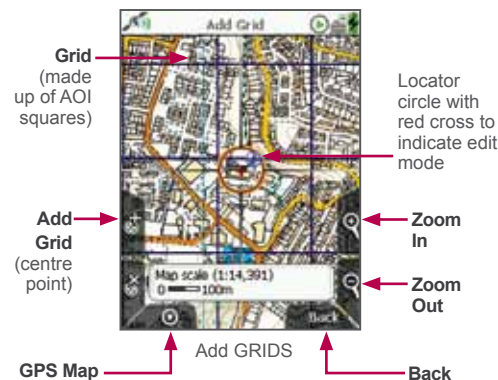 Add Grid
Grid
(made
up of AOI
squares)
Locator
circle with
red cross to
indicate edit
mode
Add
Grid
(centre
point)
Zoom
In
Map scale (1:14,391)
0 100m
Zoom
Out
Back
Add GRIDS
GPS Map
Back